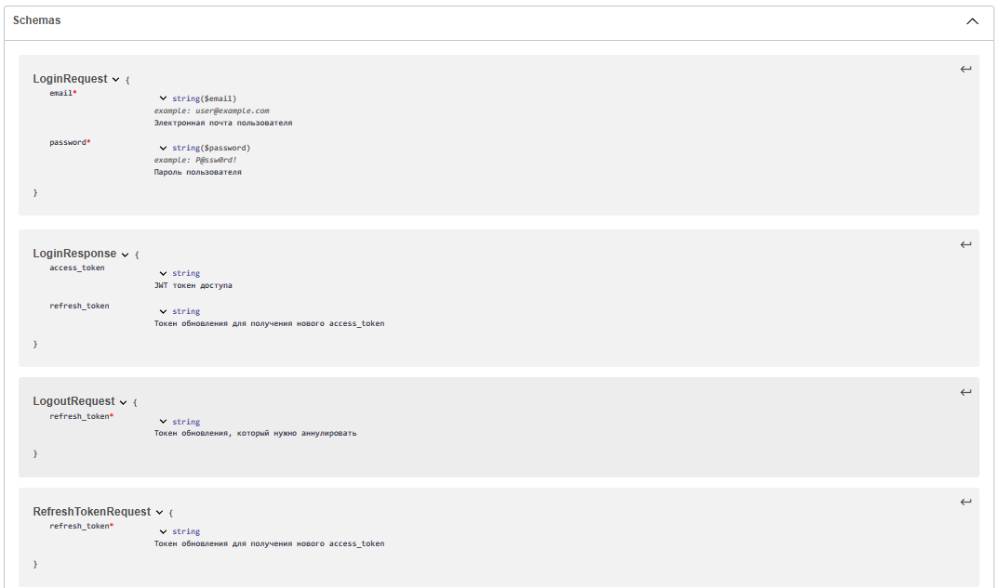 Schemas
LoginRequest {
email*
string($email)
example: user@example.com
Электронная почта пользователя
password*
string($password)
example: P@ssw0rd!
Пароль пользователя
}
LoginResponse {
access_token
string
JWT токен доступа
refresh_token
string
Токен обновления для получения нового access_token
}
LogoutRequest {
refresh_token*
string
Токен обновления, который нужно аннулировать
}
RefreshTokenRequest {
refresh_token*
string
Токен обновления для получения нового access_token
}